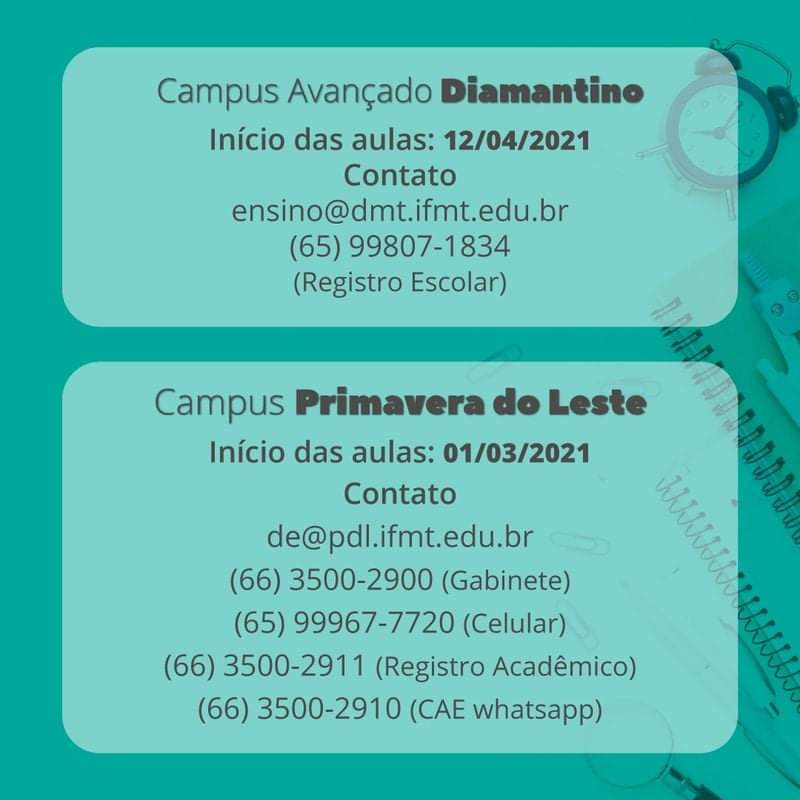 Campus Avançado Diamantino
Início das aulas: 12/04/2021
Contato
ensino@dmt.ifmt.edu.br
(65) 99807-1834
(Registro Escolar)
Campus Primavera do Leste
Início das aulas: 01/03/2021
Contato
de@pdl.ifmt.edu.br
(66) 3500-2900 (Gabinete)
(65) 99967-7720 (Celular)
(66) 3500-2911 (Registro Acadêmico)
(66) 3500-2910 (CAE whatsapp)